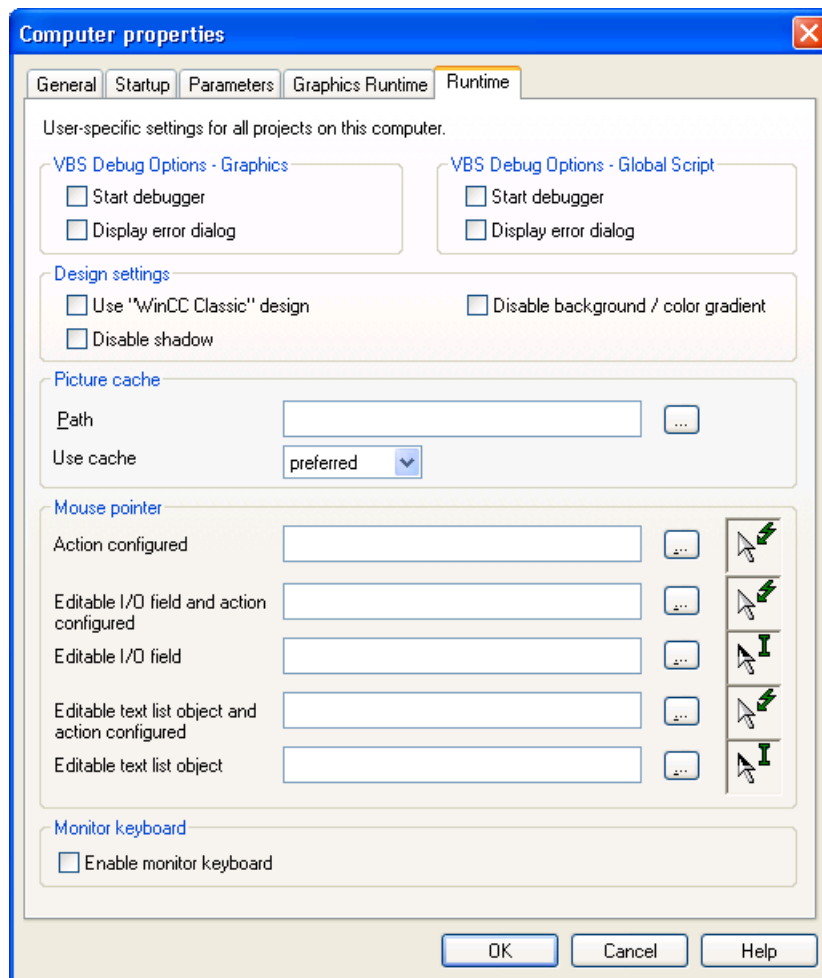 Computer properties
General Startup Parameters Graphics Runtime Runtime
User-specific settings for all projects on this computer.
VBS Debug Options - Graphics VBS Debug Options - Global Script
Start debugger Start debugger
Display error dialog Display error dialog
Design settings
Use "WinCC Classic" design Disable background / color gradient
Disable shadow
Picture cache
Path ...
Use cache preferred
Mouse pointer
Action configured ...
Editable I/O field and action
configured ...
Editable I/O field ...
Editable text list object and
action configured ...
Editable text list object ...
Monitor keyboard
Enable monitor keyboard
OK Cancel Help